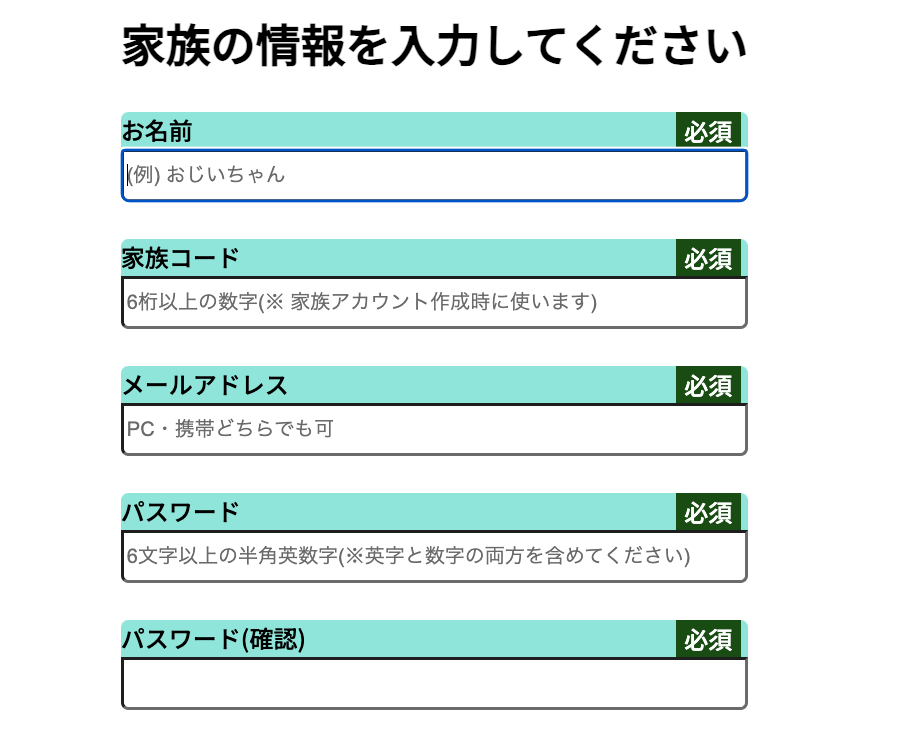 家族の情報を入力してください
お名前 必須
(例) おじいちゃん
家族コード 必須
6桁以上の数字(※ 家族アカウント作成時に使います)
メールアドレス 必須
PC・携帯どちらでも可
パスワード 必須
6文字以上の半角英数字(※英字と数字の両方を含めてください)
パスワード(確認) 必須